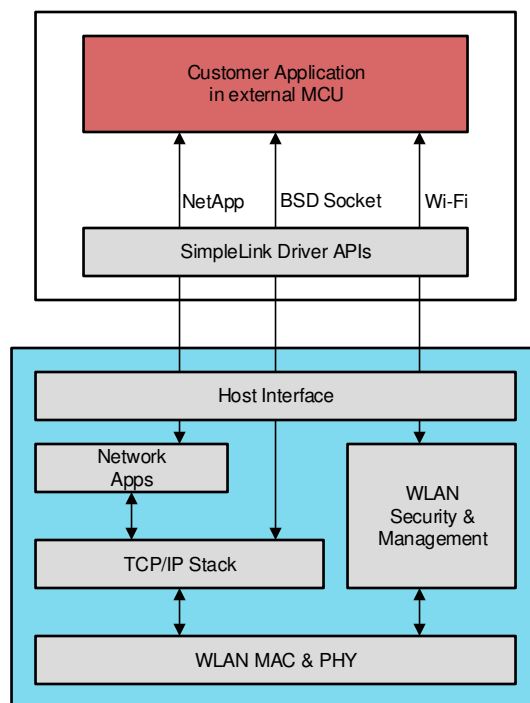 Customer Application
in external MCU
NetApp
BSD Socket
Wi-Fi
SimpleLink Driver APIs
Host Interface
Network
Apps
WLAN
Security &
Management
TCP/IP Stack
WLAN MAC & PHY